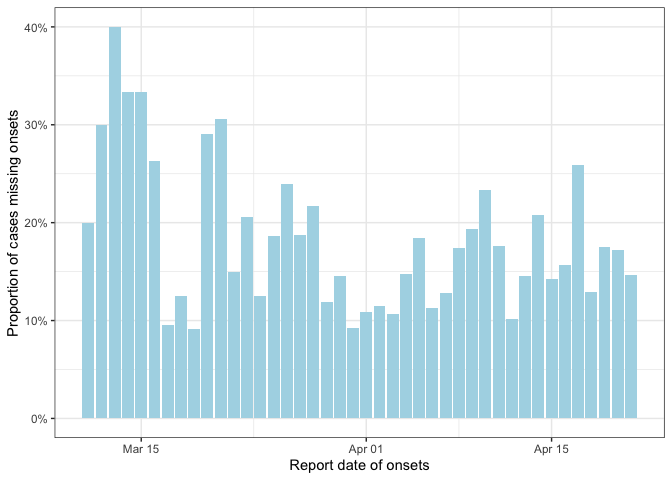 40%
30%
20%
10%
0%
Proportion of cases missing onsets
Mar 15
Apr 01
Apr 15
Report date of onsets